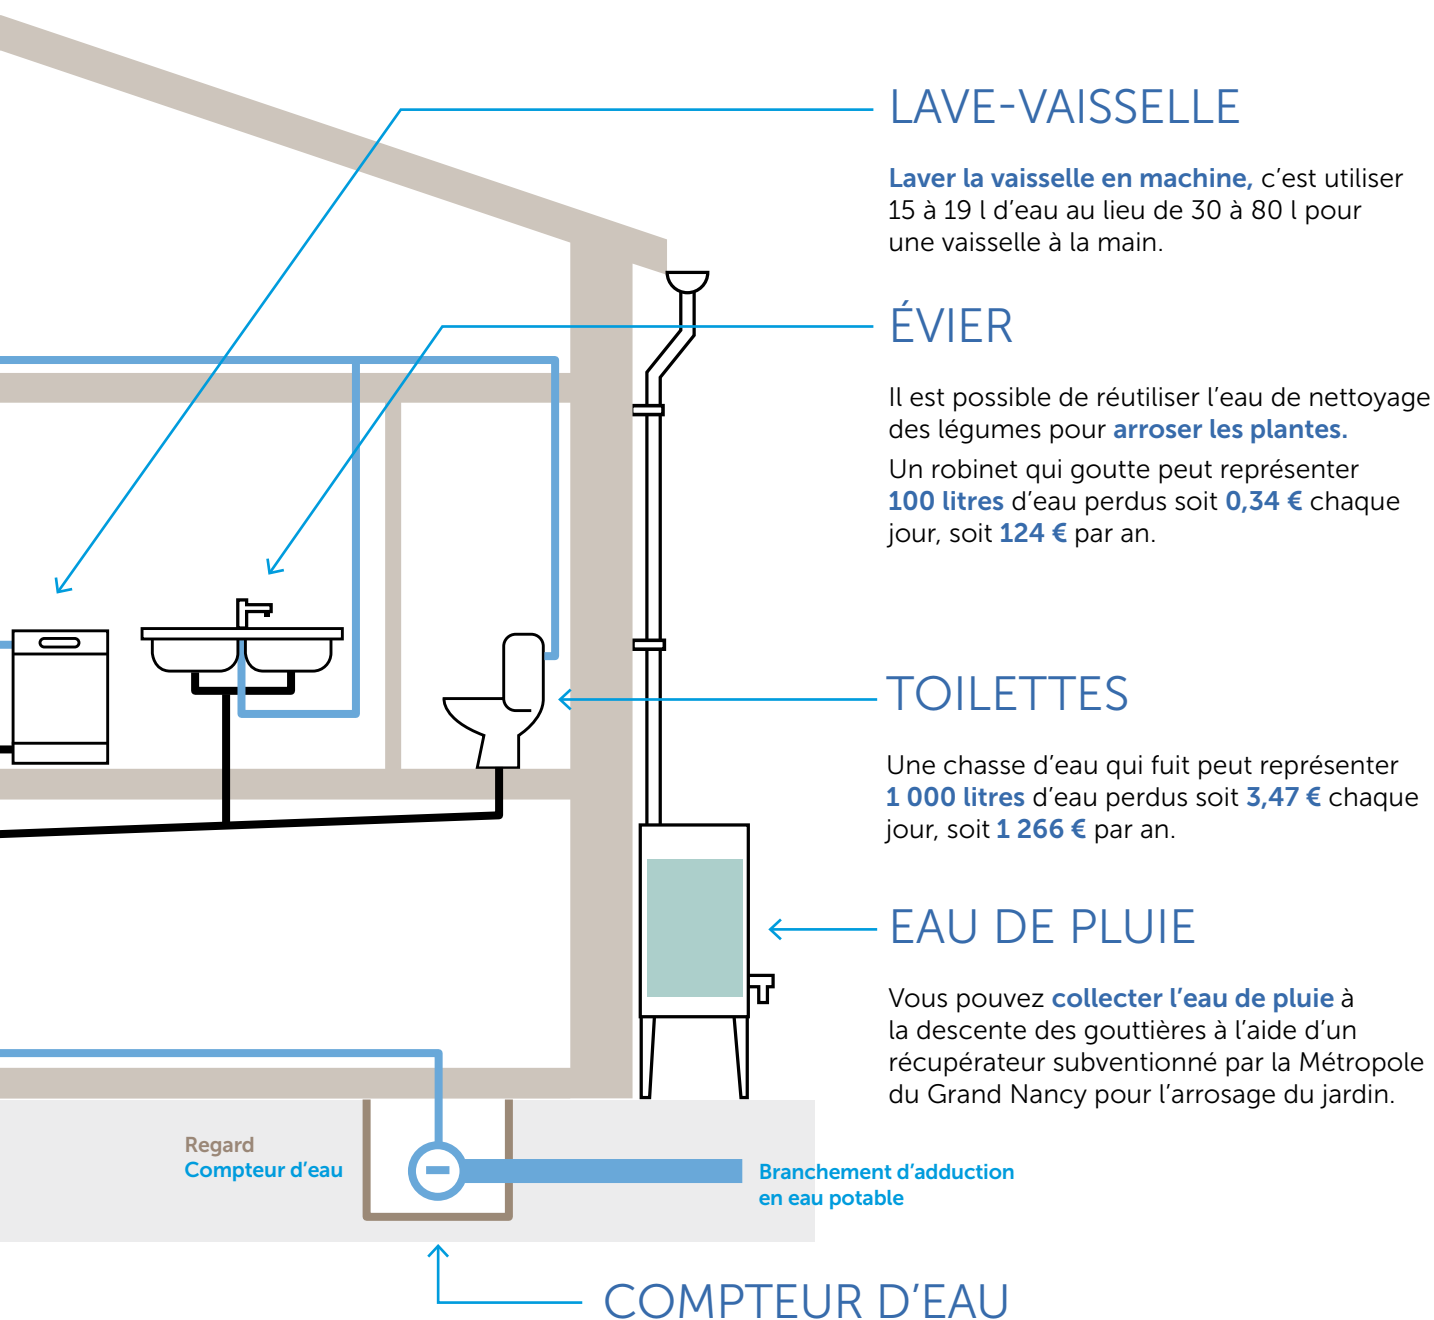 LAVE-VAISSELLE
Laver la vaisselle en machine, c’est utiliser
15 à 19 l d’eau au lieu de 30 à 80 l pour
une vaisselle à la main.
ÉVIER
Il est possible de réutiliser l’eau de nettoyage
des légumes pour arroser les plantes.
Un robinet qui goutte peut représenter
100 litres d’eau perdus soit 0,34 € chaque
jour, soit 124 € par an.
TOILETTES
Une chasse d’eau qui fuit peut représenter
1 000 litres d’eau perdus soit 3,47 € chaque
jour, soit 1 266 € par an.
EAU DE PLUIE
Vous pouvez collecter l’eau de pluie à
la descente des gouttières à l’aide d’un
récupérateur subventionné par la Métropole
du Grand Nancy pour l’arrosage du jardin.
Regard
Compteur d’eau
Branchement d’adduction
en eau potable
COMPTEUR D’EAU